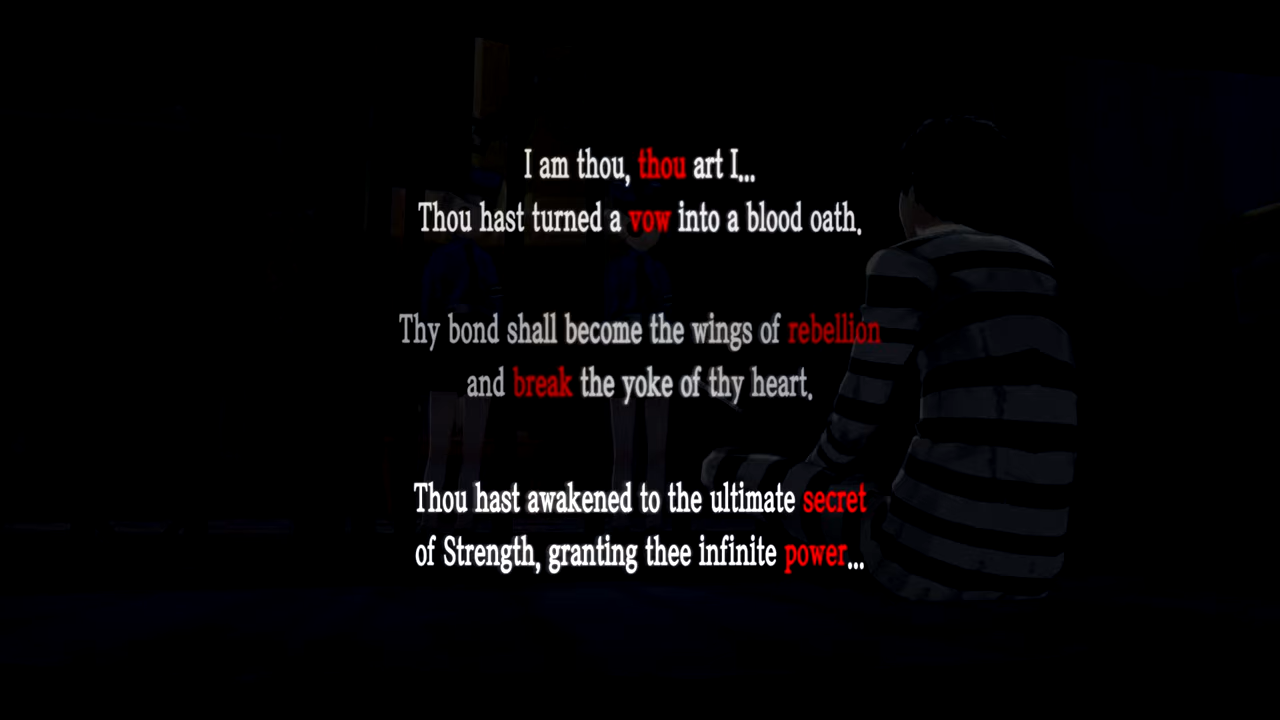 I am thou, thou art I...
Thou hast turned a vow into a blood oath.
Thy bond shall become the wings of rebellion
and break the yoke of thy heart.
Thou hast awakened to the ultimate secret
of Strength, granting thee infinite power...